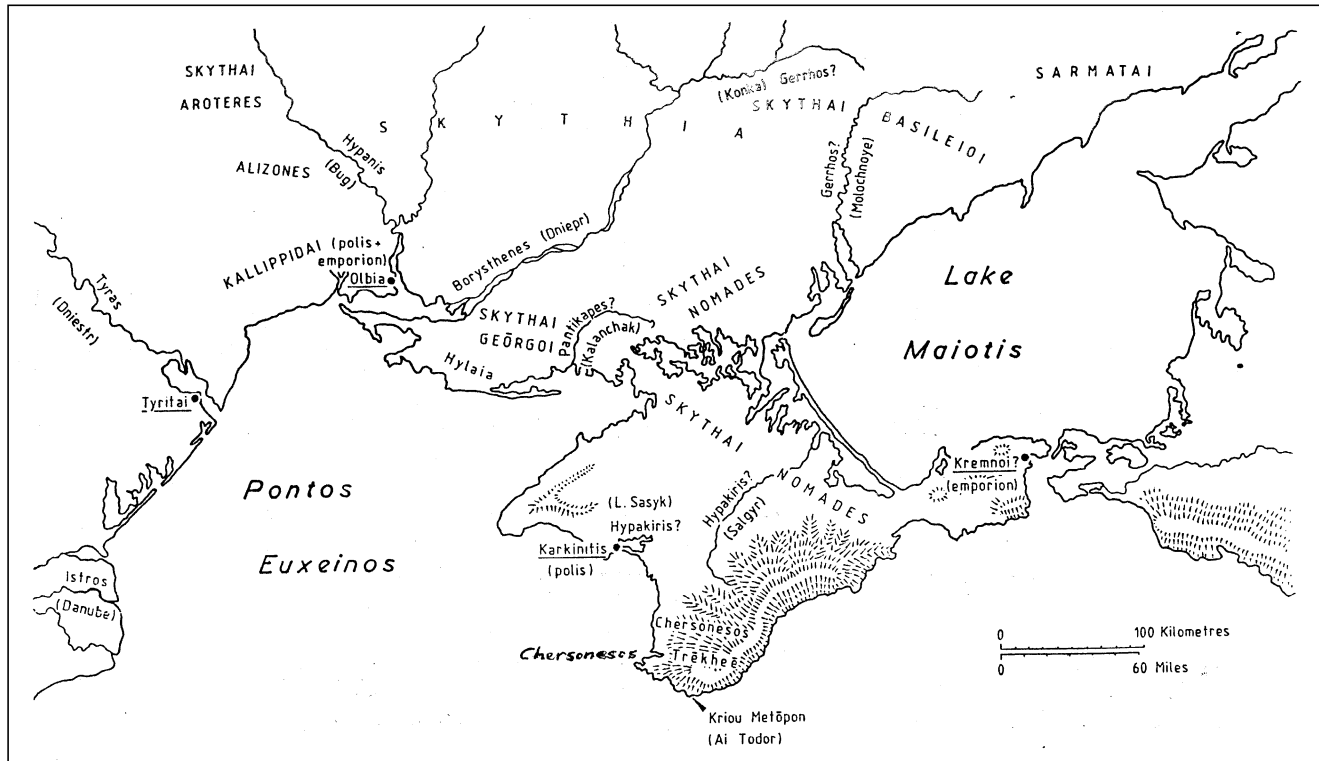 SKYTHAI
AROTERES
S K Y T H I A
(Konka) Gerrhos?
SKYTHAI
BASILEIOI
SARMATAI
Hypanis
(Bug)
ALIZONES
Gerrhos?
(Molochnoye)
KALLIPPIDAI
(polis+
emporion)
Olbia
Borysthenes (Dniepr)
Tyras
(Dniestr)
SKYTHAI
GEŌRGOI
Pantikapes?
(Kalanchak)
SKYTHAI
NOMADES
Hylaia
Lake
Maiotis
Tyritai
SKYTHAI
NOMADES
Kremnoi?
(emporion)
Pontos
Euxeinos
(L. Sasyk)
Hypakiris?
Hypakiris?
(Salgyr)
Karkinitis
(polis)
Istros
(Danube)
Chersonesos
Trēkheē
Chersonesos
0 100 Kilometres
0 60 Miles
Kriou Metōpon
(Ai Todor)